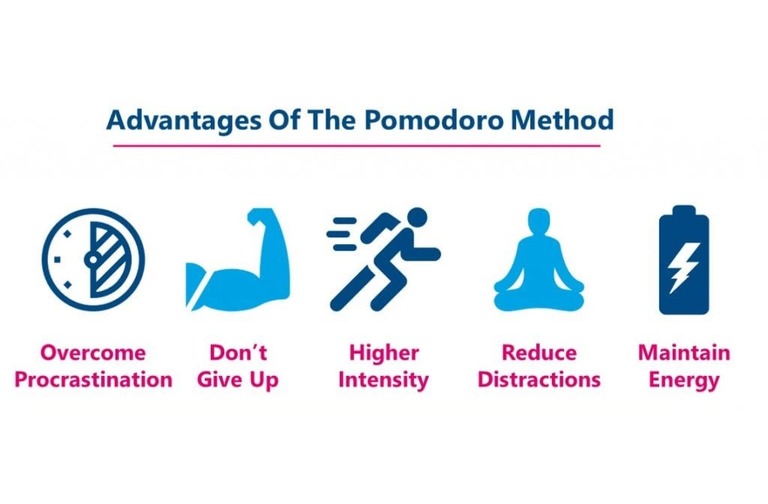 Advantages Of The Pomodoro Method
Overcome
Procrastination
Don’t
Give Up
Higher
Intensity
Reduce
Distractions
Maintain
Energy